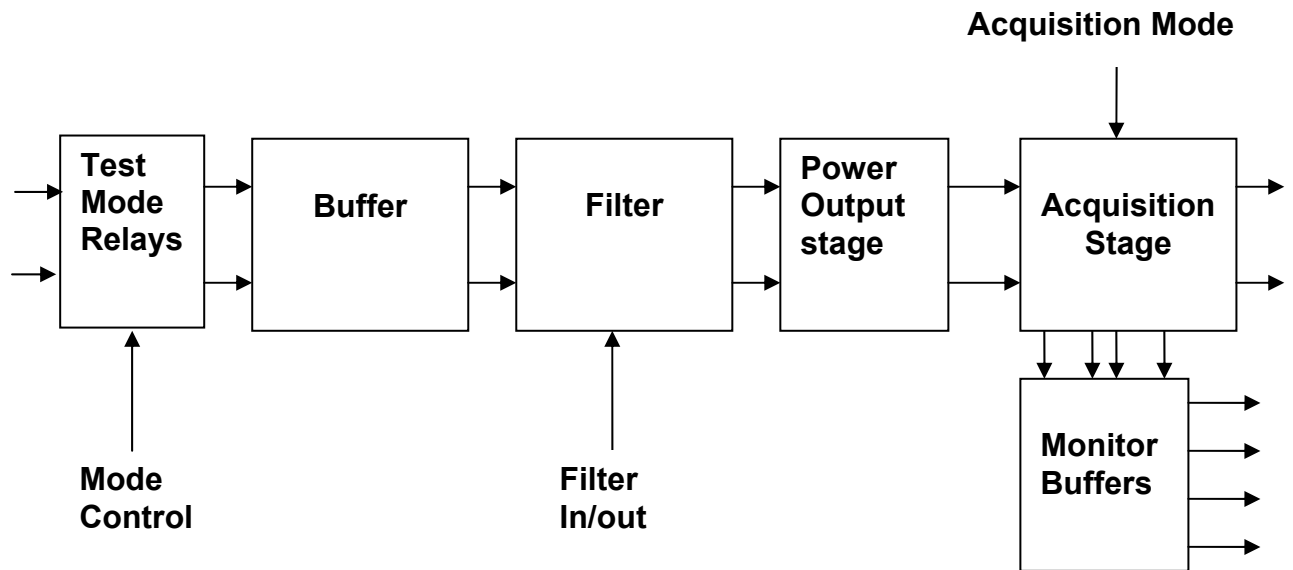 Acquisition Mode
Test
Mode
Relays
Buffer
Filter
Power
Output
stage
Acquisition
Stage
Monitor
Buffers
Mode
Control
Filter
In/out